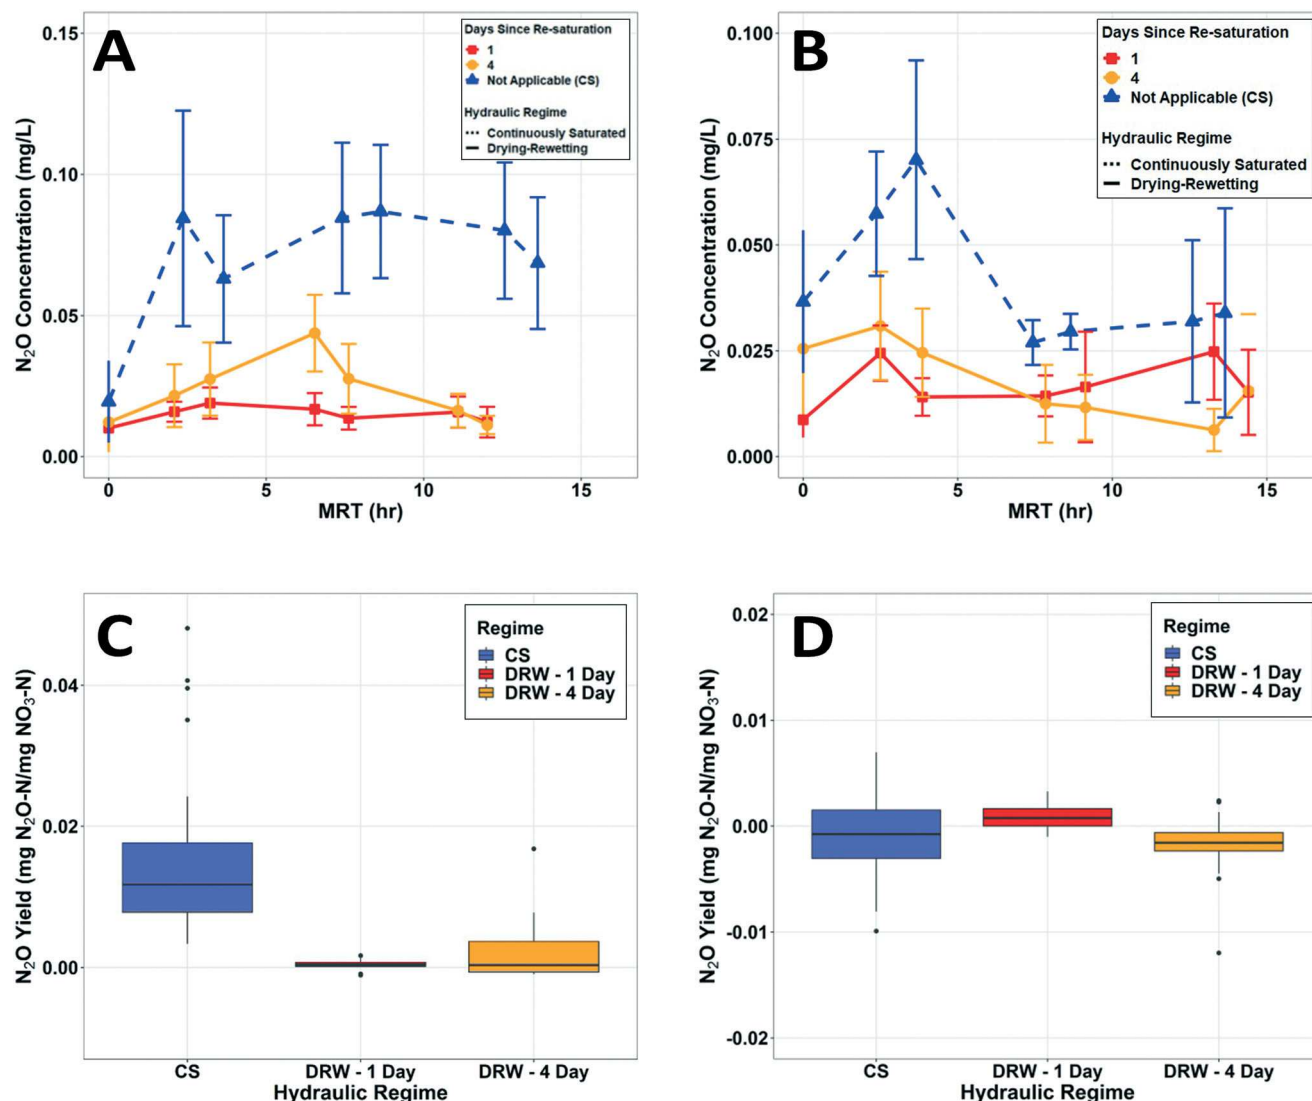 A
N₂O Concentration (mg/L)
0.15
0.10
0.05
0.00
0
5
10
15
MRT (hr)
Days Since Re-saturation
1
4
Not Applicable (CS)
Hydraulic Regime
Continuously Saturated
Drying-Rewetting
B
N₂O Concentration (mg/L)
0.100
0.075
0.050
0.025
0.000
0
5
10
15
MRT (hr)
Days Since Re-saturation
1
4
Not Applicable (CS)
Hydraulic Regime
Continuously Saturated
Drying-Rewetting
C
N₂O Yield (mg N₂O-N/mg NO₃-N)
0.04
0.02
0.00
CS
DRW - 1 Day
DRW - 4 Day
Hydraulic Regime
Regime
CS
DRW - 1 Day
DRW - 4 Day
D
N₂O Yield (mg N₂O-N/mg NO₃-N)
0.02
0.01
0.00
-0.01
-0.02
CS
DRW - 1 Day
DRW - 4 Day
Hydraulic Regime
Regime
CS
DRW - 1 Day
DRW - 4 Day